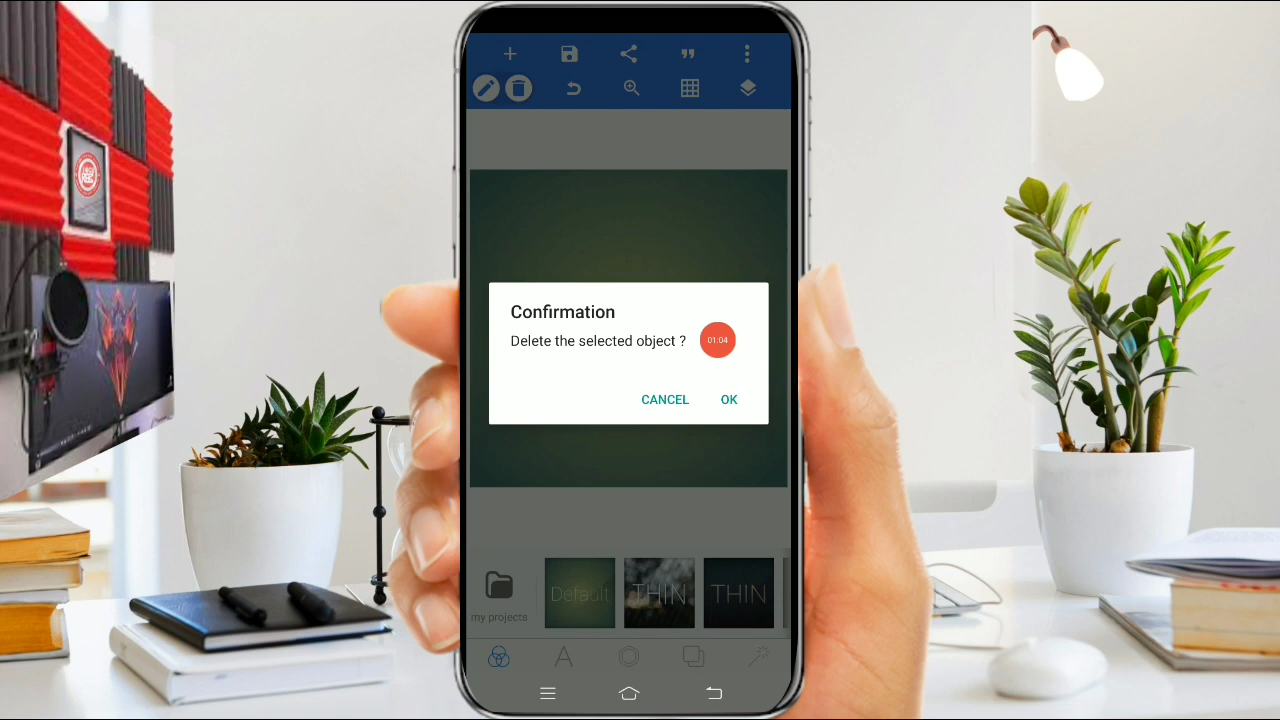 Confirmation
Delete the selected object ?
01:04
CANCEL
OK
my projects
Default
THIN
THIN